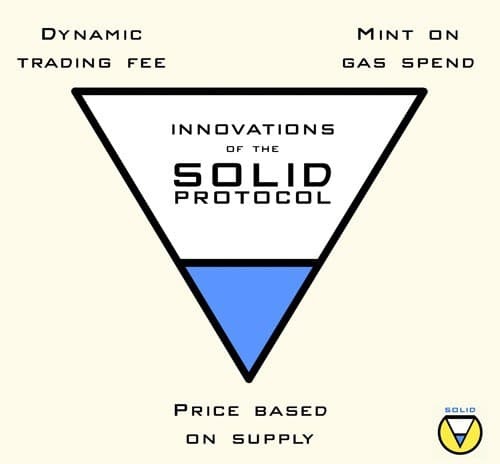 Dynamic
trading fee
Mint on
gas spend
INNOVATIONS
OF THE
SOLID
PROTOCOL
Price based
on supply
SOLID